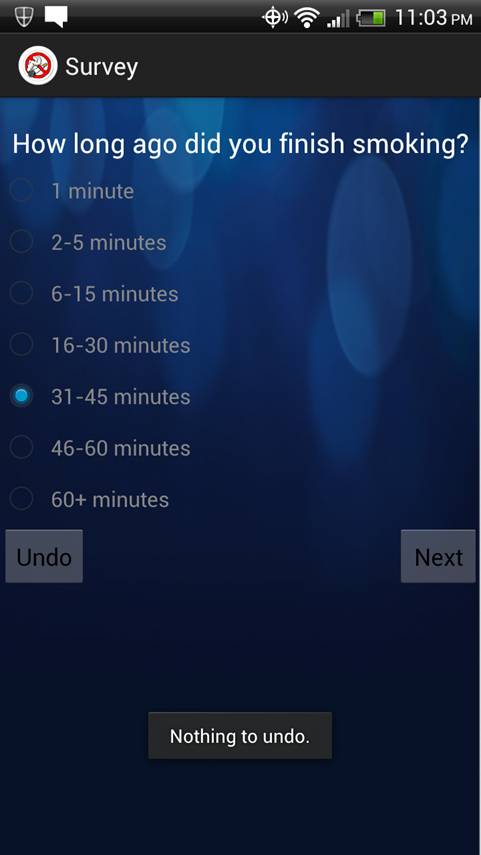 11:03 PM
Survey
How long ago did you finish smoking?
1 minute
2-5 minutes
6-15 minutes
16-30 minutes
31-45 minutes
46-60 minutes
60+ minutes
Undo
Next
Nothing to undo.